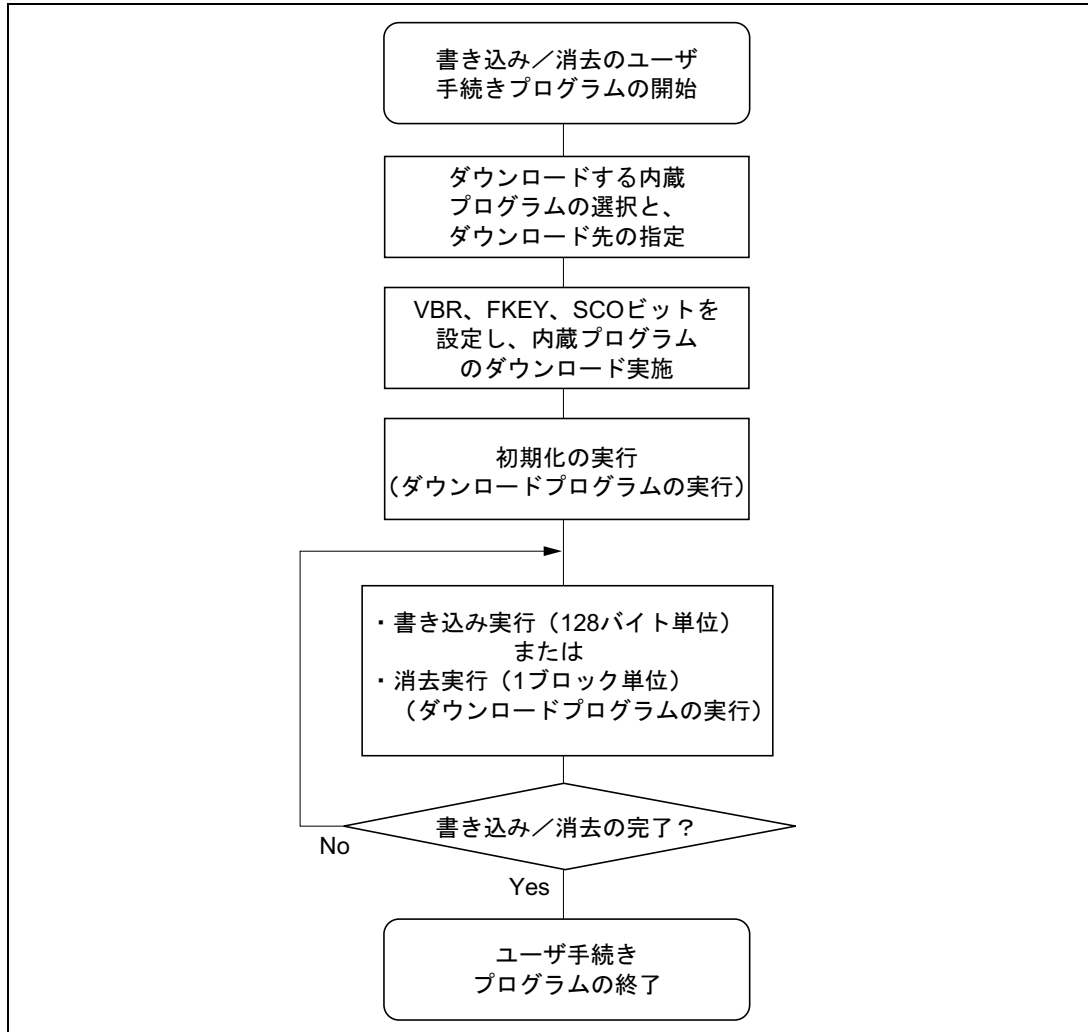 書き込み／消去のユーザ
手続きプログラムの開始
ダウンロードする内蔵
プログラムの選択と、
ダウンロード先の指定
VBR、FKEY、SCOビットを
設定し、内蔵プログラム
のダウンロード実施
初期化の実行
（ダウンロードプログラムの実行）
・書き込み実行（128バイト単位）
または
・消去実行（1ブロック単位）
（ダウンロードプログラムの実行）
書き込み／消去の完了？
No
Yes
ユーザ手続き
プログラムの終了